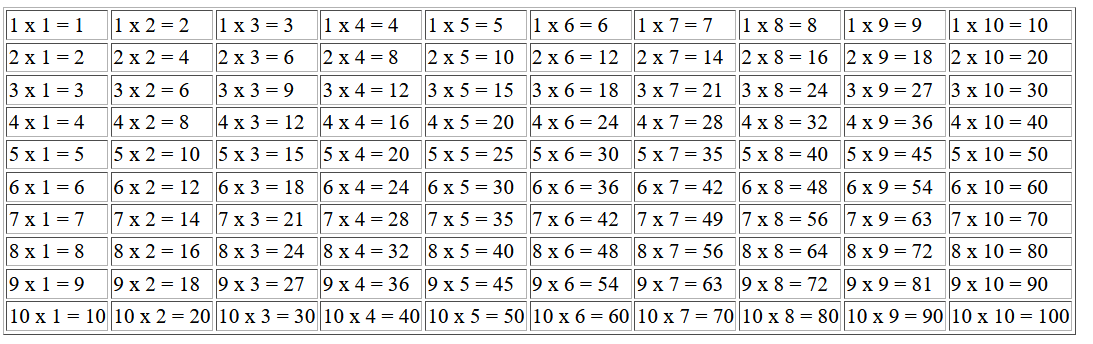 1 x 1 = 1 1 x 2 = 2 1 x 3 = 3 1 x 4 = 4 1 x 5 = 5 1 x 6 = 6 1 x 7 = 7 1 x 8 = 8 1 x 9 = 9 1 x 10 = 10
2 x 1 = 2 2 x 2 = 4 2 x 3 = 6 2 x 4 = 8 2 x 5 = 10 2 x 6 = 12 2 x 7 = 14 2 x 8 = 16 2 x 9 = 18 2 x 10 = 20
3 x 1 = 3 3 x 2 = 6 3 x 3 = 9 3 x 4 = 12 3 x 5 = 15 3 x 6 = 18 3 x 7 = 21 3 x 8 = 24 3 x 9 = 27 3 x 10 = 30
4 x 1 = 4 4 x 2 = 8 4 x 3 = 12 4 x 4 = 16 4 x 5 = 20 4 x 6 = 24 4 x 7 = 28 4 x 8 = 32 4 x 9 = 36 4 x 10 = 40
5 x 1 = 5 5 x 2 = 10 5 x 3 = 15 5 x 4 = 20 5 x 5 = 25 5 x 6 = 30 5 x 7 = 35 5 x 8 = 40 5 x 9 = 45 5 x 10 = 50
6 x 1 = 6 6 x 2 = 12 6 x 3 = 18 6 x 4 = 24 6 x 5 = 30 6 x 6 = 36 6 x 7 = 42 6 x 8 = 48 6 x 9 = 54 6 x 10 = 60
7 x 1 = 7 7 x 2 = 14 7 x 3 = 21 7 x 4 = 28 7 x 5 = 35 7 x 6 = 42 7 x 7 = 49 7 x 8 = 56 7 x 9 = 63 7 x 10 = 70
8 x 1 = 8 8 x 2 = 16 8 x 3 = 24 8 x 4 = 32 8 x 5 = 40 8 x 6 = 48 8 x 7 = 56 8 x 8 = 64 8 x 9 = 72 8 x 10 = 80
9 x 1 = 9 9 x 2 = 18 9 x 3 = 27 9 x 4 = 36 9 x 5 = 45 9 x 6 = 54 9 x 7 = 63 9 x 8 = 72 9 x 9 = 81 9 x 10 = 90
10 x 1 = 10 10 x 2 = 20 10 x 3 = 30 10 x 4 = 40 10 x 5 = 50 10 x 6 = 60 10 x 7 = 70 10 x 8 = 80 10 x 9 = 90 10 x 10 = 100